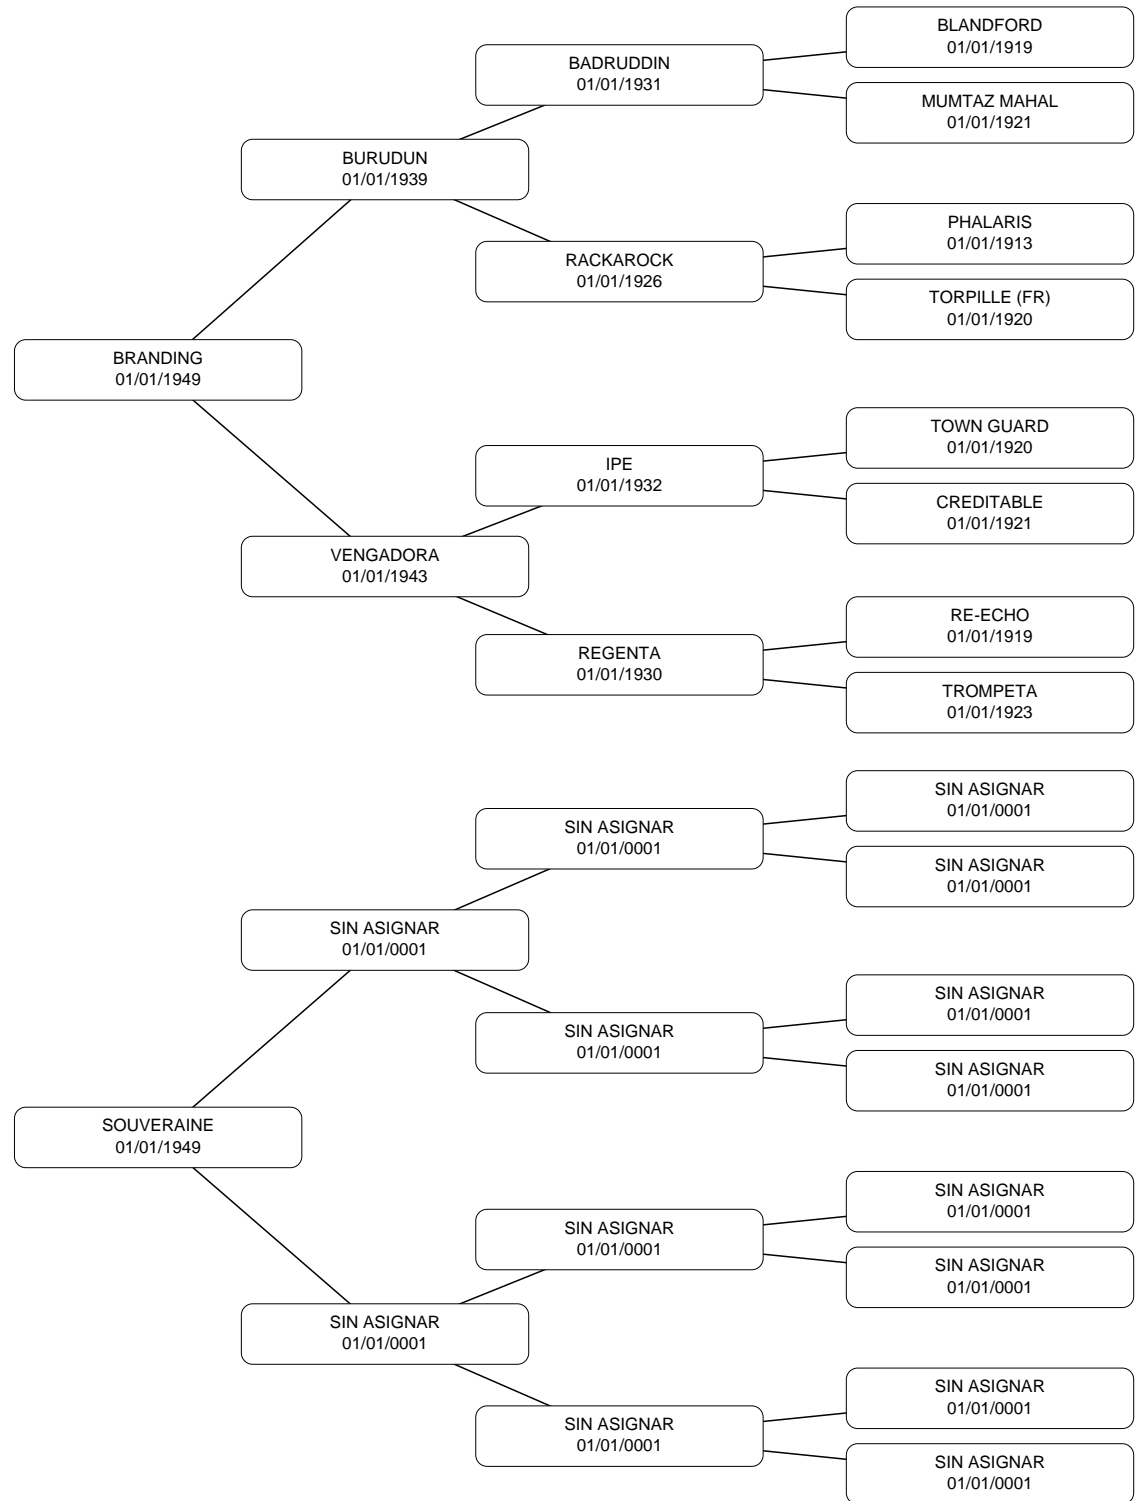 BLANDFORD
01/01/1919
BADRUDDIN
01/01/1931
MUMTAZ MAHAL
01/01/1921
BURUDUN
01/01/1939
PHALARIS
01/01/1913
RACKAROCK
01/01/1926
TORPILLE (FR)
01/01/1920
BRANDING
01/01/1949
TOWN GUARD
01/01/1920
IPE
01/01/1932
CREDITABLE
01/01/1921
VENGADORA
01/01/1943
RE-ECHO
01/01/1919
REGENTA
01/01/1930
TROMPETA
01/01/1923
SIN ASIGNAR
01/01/0001
SIN ASIGNAR
01/01/0001
SIN ASIGNAR
01/01/0001
SIN ASIGNAR
01/01/0001
SIN ASIGNAR
01/01/0001
SIN ASIGNAR
01/01/0001
SIN ASIGNAR
01/01/0001
SOUVERAINE
01/01/1949
SIN ASIGNAR
01/01/0001
SIN ASIGNAR
01/01/0001
SIN ASIGNAR
01/01/0001
SIN ASIGNAR
01/01/0001
SIN ASIGNAR
01/01/0001
SIN ASIGNAR
01/01/0001
SIN ASIGNAR
01/01/0001